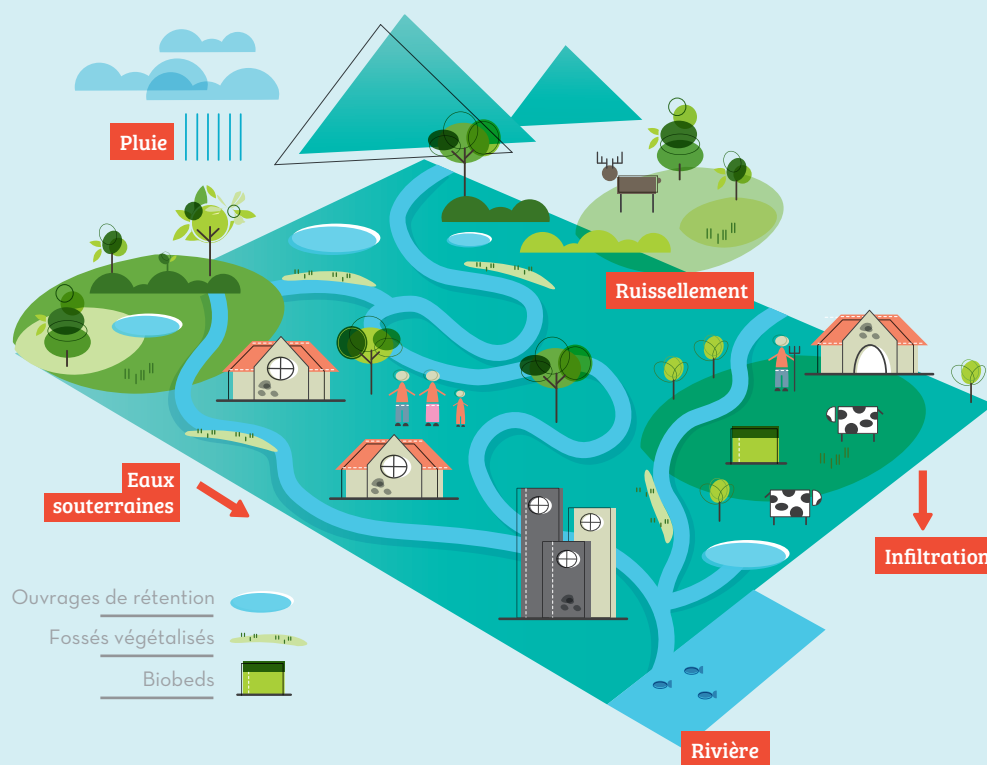 Pluie
Ruissellement
Eaux
souterraines
Infiltration
Ouvrages de rétention
Fossés végétalisés
Biobeds
Rivière